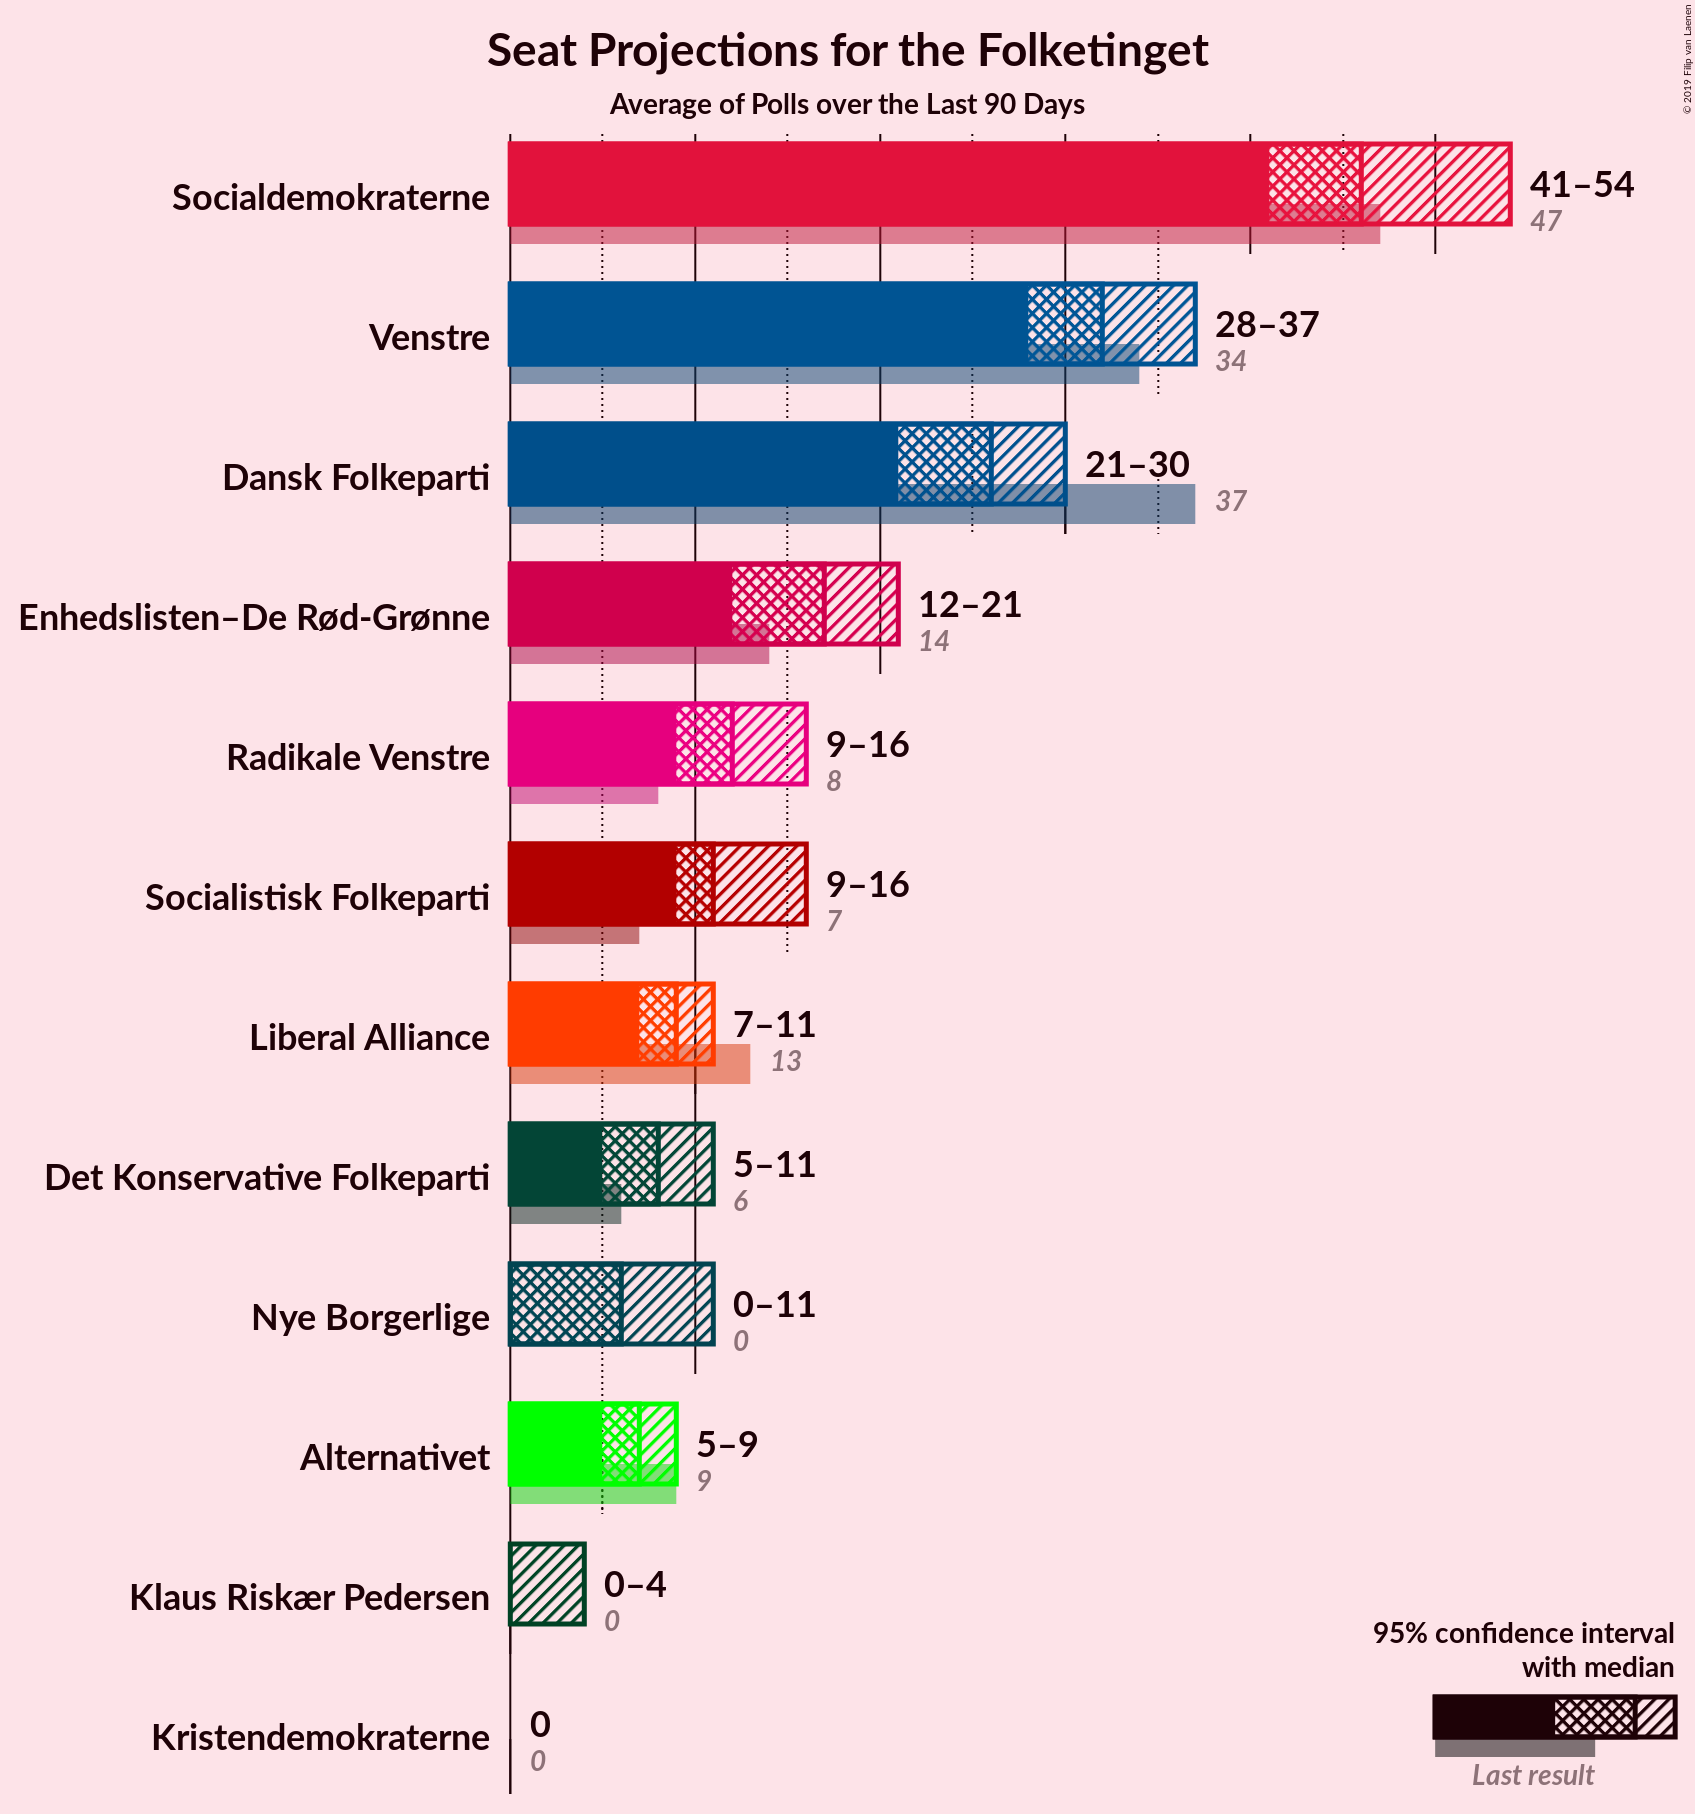 Seat Projections for the Folketinget
Average of Polls over the Last 90 Days
© 2019 Filip van Laenen
Socialdemokraterne
41–54
47
Venstre
28–37
34
Dansk Folkeparti
21–30
37
Enhedslisten–De Rød-Grønne
12–21
14
Radikale Venstre
9–16
8
Socialistisk Folkeparti
9–16
7
Liberal Alliance
7–11
13
Det Konservative Folkeparti
5–11
6
Nye Borgerlige
0–11
0
Alternativet
5–9
9
Klaus Riskær Pedersen
0–4
0
Kristendemokraterne
0
0
95% confidence interval
with median
Last result